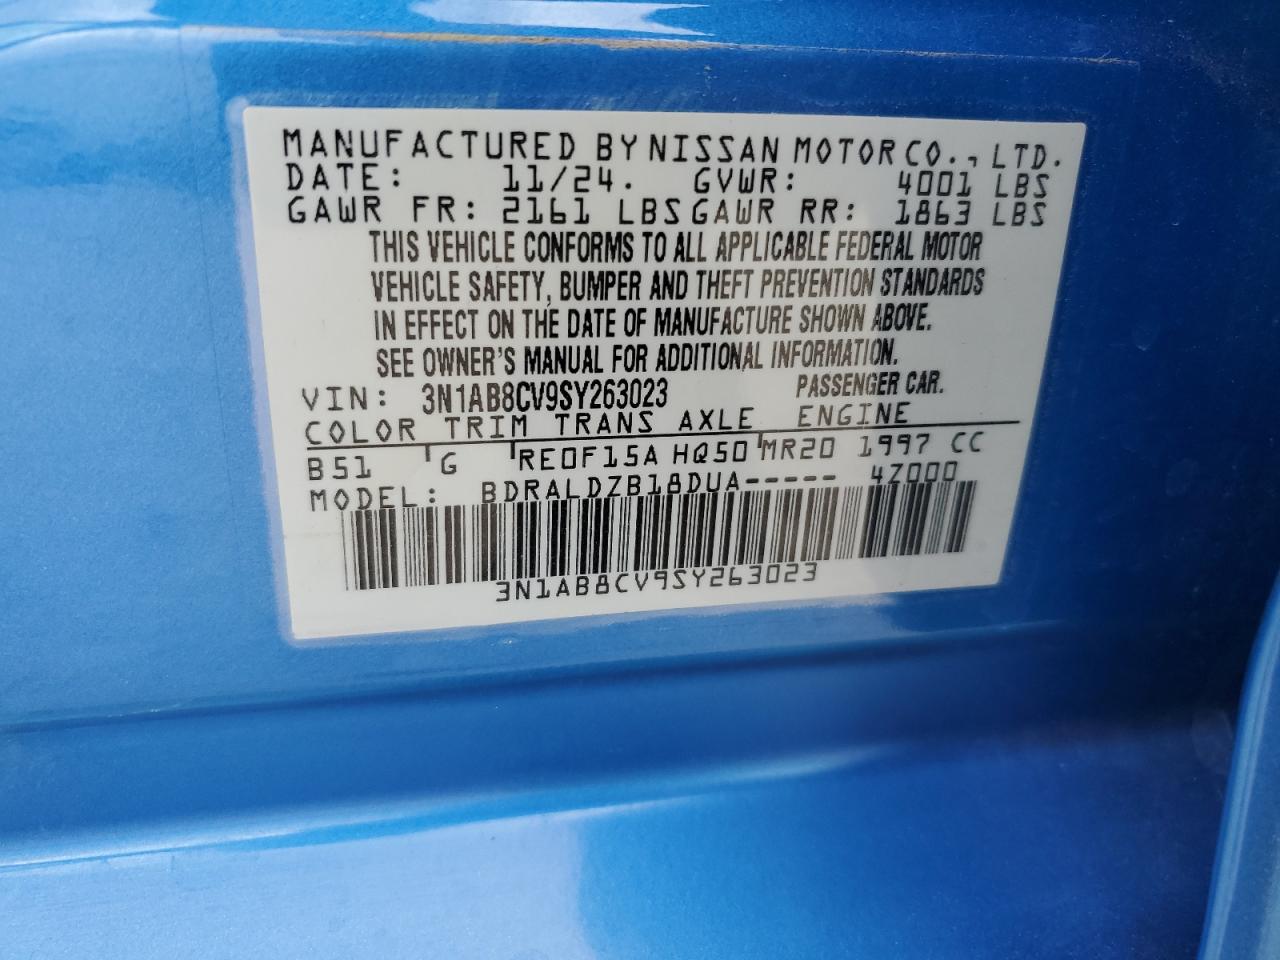 MANUFACTURED BY NISSAN MOTOR CO., LTD.
DATE: 11/24. GVWR: 4001 LBS
GAWR FR: 2161 LBS GAWR RR: 1863 LBS
THIS VEHICLE CONFORMS TO ALL APPLICABLE FEDERAL MOTOR
VEHICLE SAFETY, BUMPER AND THEFT PREVENTION STANDARDS
IN EFFECT ON THE DATE OF MANUFACTURE SHOWN ABOVE.
SEE OWNER'S MANUAL FOR ADDITIONAL INFORMATION.
VIN: 3N1AB8CV9SY263023 PASSENGER CAR.
COLOR TRIM TRANS AXLE ENGINE
B51 G RE0F15A HQ50 MR20 1997 CC
MODEL: BDRALDZB18DUA----- 4Z000
3N1AB8CV9SY263023